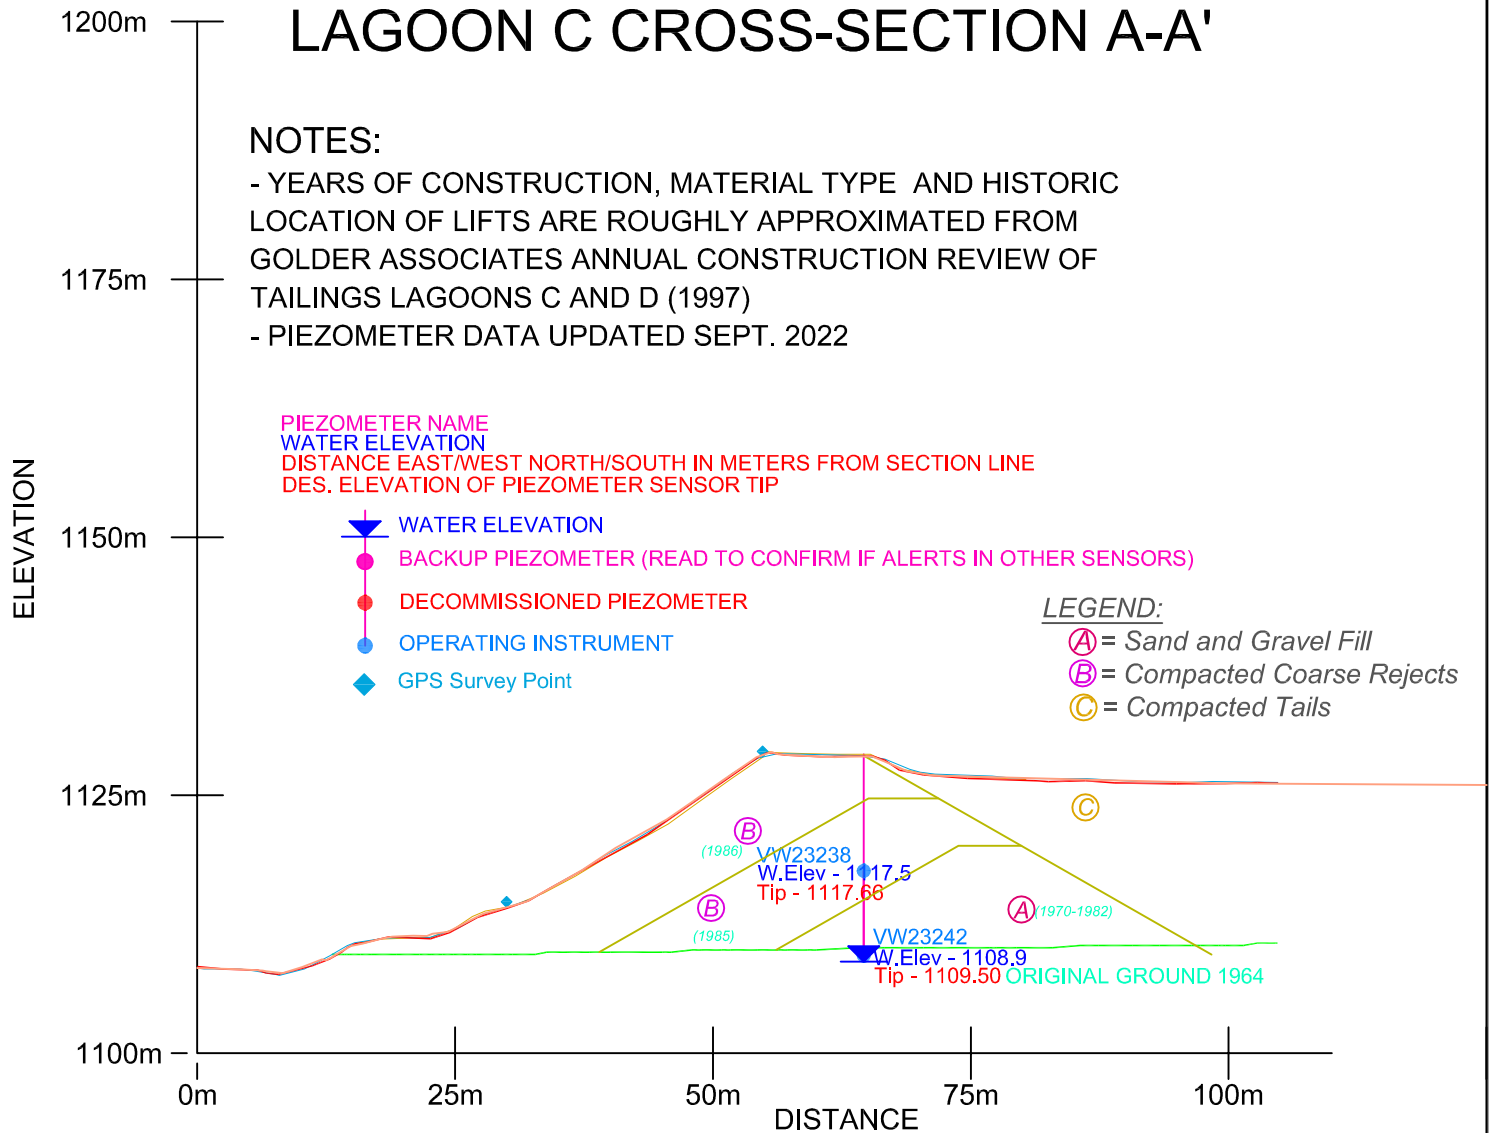 1200m
LAGOON C CROSS-SECTION A-A'
NOTES:
- YEARS OF CONSTRUCTION, MATERIAL TYPE AND HISTORIC
LOCATION OF LIFTS ARE ROUGHLY APPROXIMATED FROM
GOLDER ASSOCIATES ANNUAL CONSTRUCTION REVIEW OF
TAILINGS LAGOONS C AND D (1997)
- PIEZOMETER DATA UPDATED SEPT. 2022
1175m
PIEZOMETER NAME
WATER ELEVATION
DISTANCE EAST/WEST NORTH/SOUTH IN METERS FROM SECTION LINE
DES. ELEVATION OF PIEZOMETER SENSOR TIP
WATER ELEVATION
BACKUP PIEZOMETER (READ TO CONFIRM IF ALERTS IN OTHER SENSORS)
DECOMMISSIONED PIEZOMETER
OPERATING INSTRUMENT
GPS Survey Point
1150m
ELEVATION
LEGEND:
A = Sand and Gravel Fill
B = Compacted Coarse Rejects
C = Compacted Tails
1125m
C
B
(1986)
VW23238
W.Elev - 1117.5
Tip - 1117.66
B
(1985)
A (1970-1982)
VW23242
W.Elev - 1108.9
Tip - 1109.50
ORIGINAL GROUND 1964
1100m
0m
25m
50m
75m
100m
DISTANCE